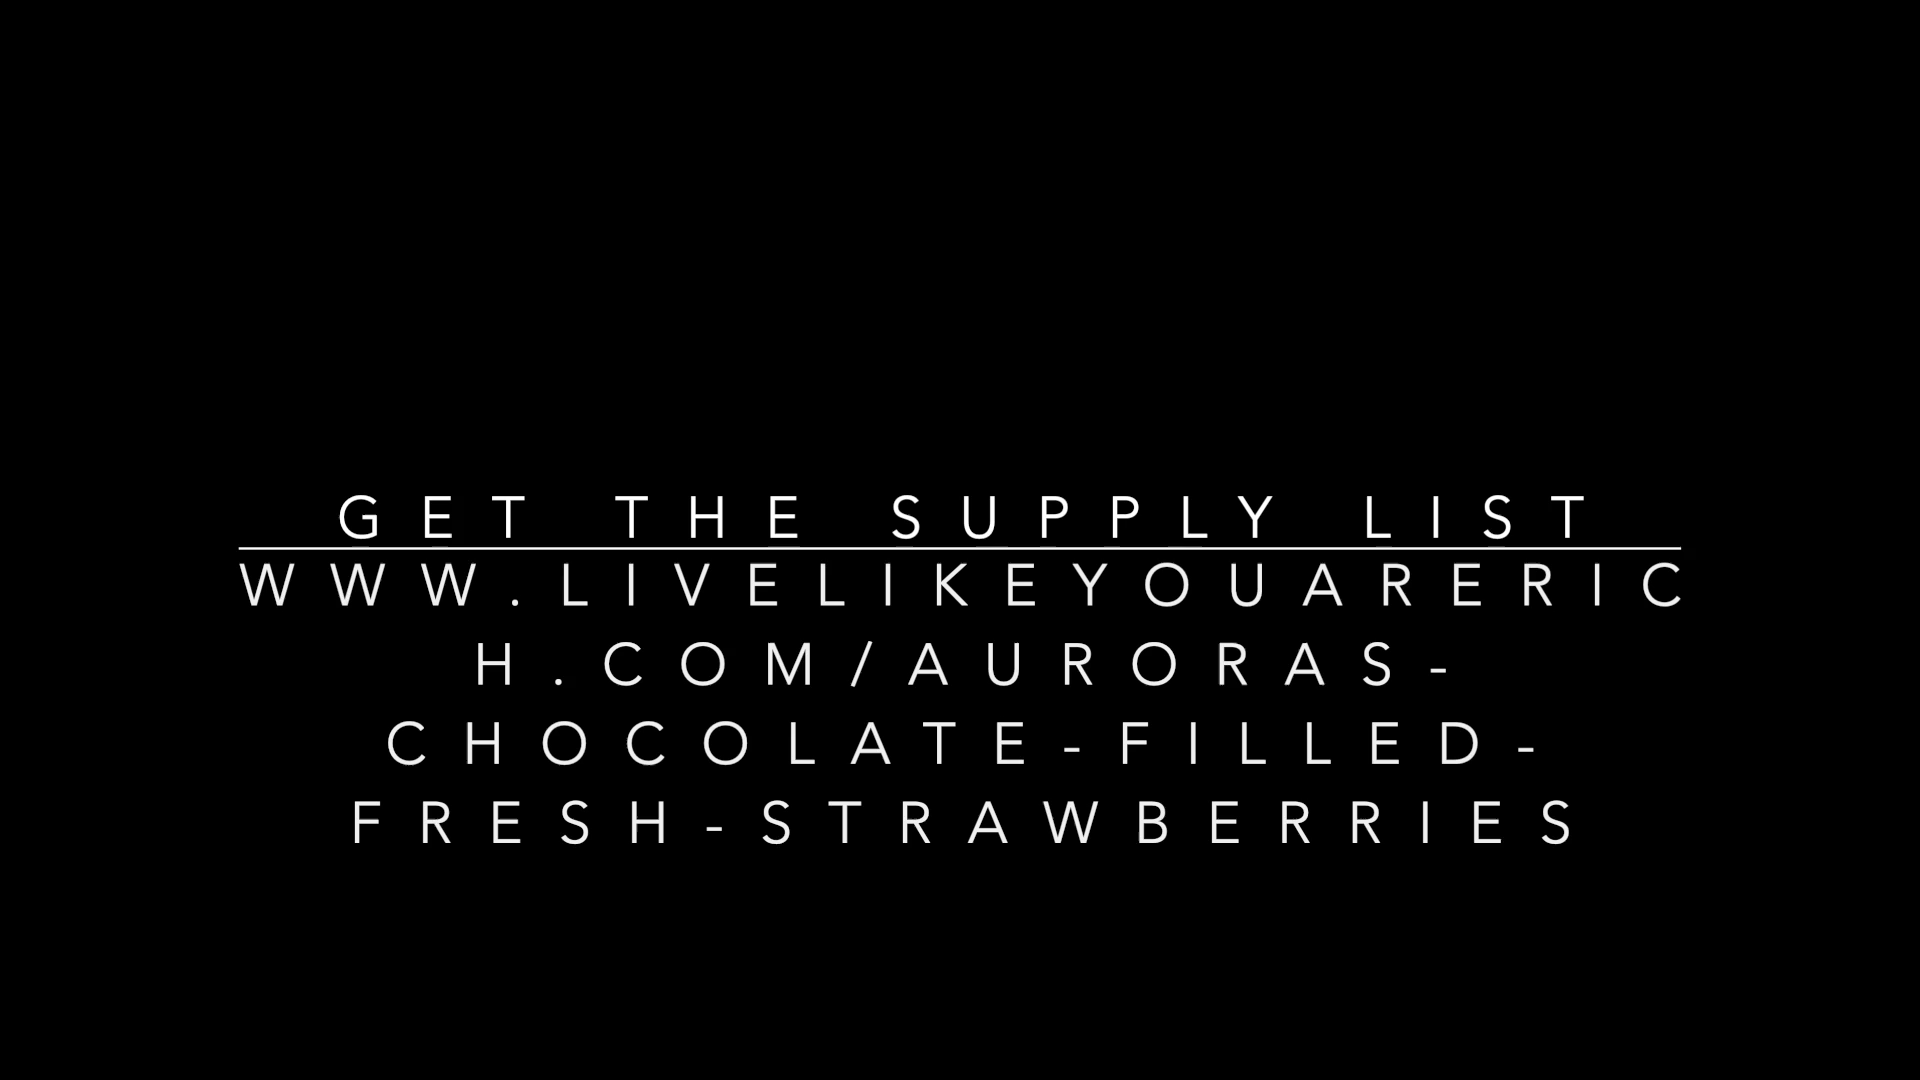 GET THE SUPPLY LIST
WWW.LIVELIKEYOUARERIC
H.COM/AURORAS-
CHOCOLATE-FILLED-
FRESH-STRAWBERRIES